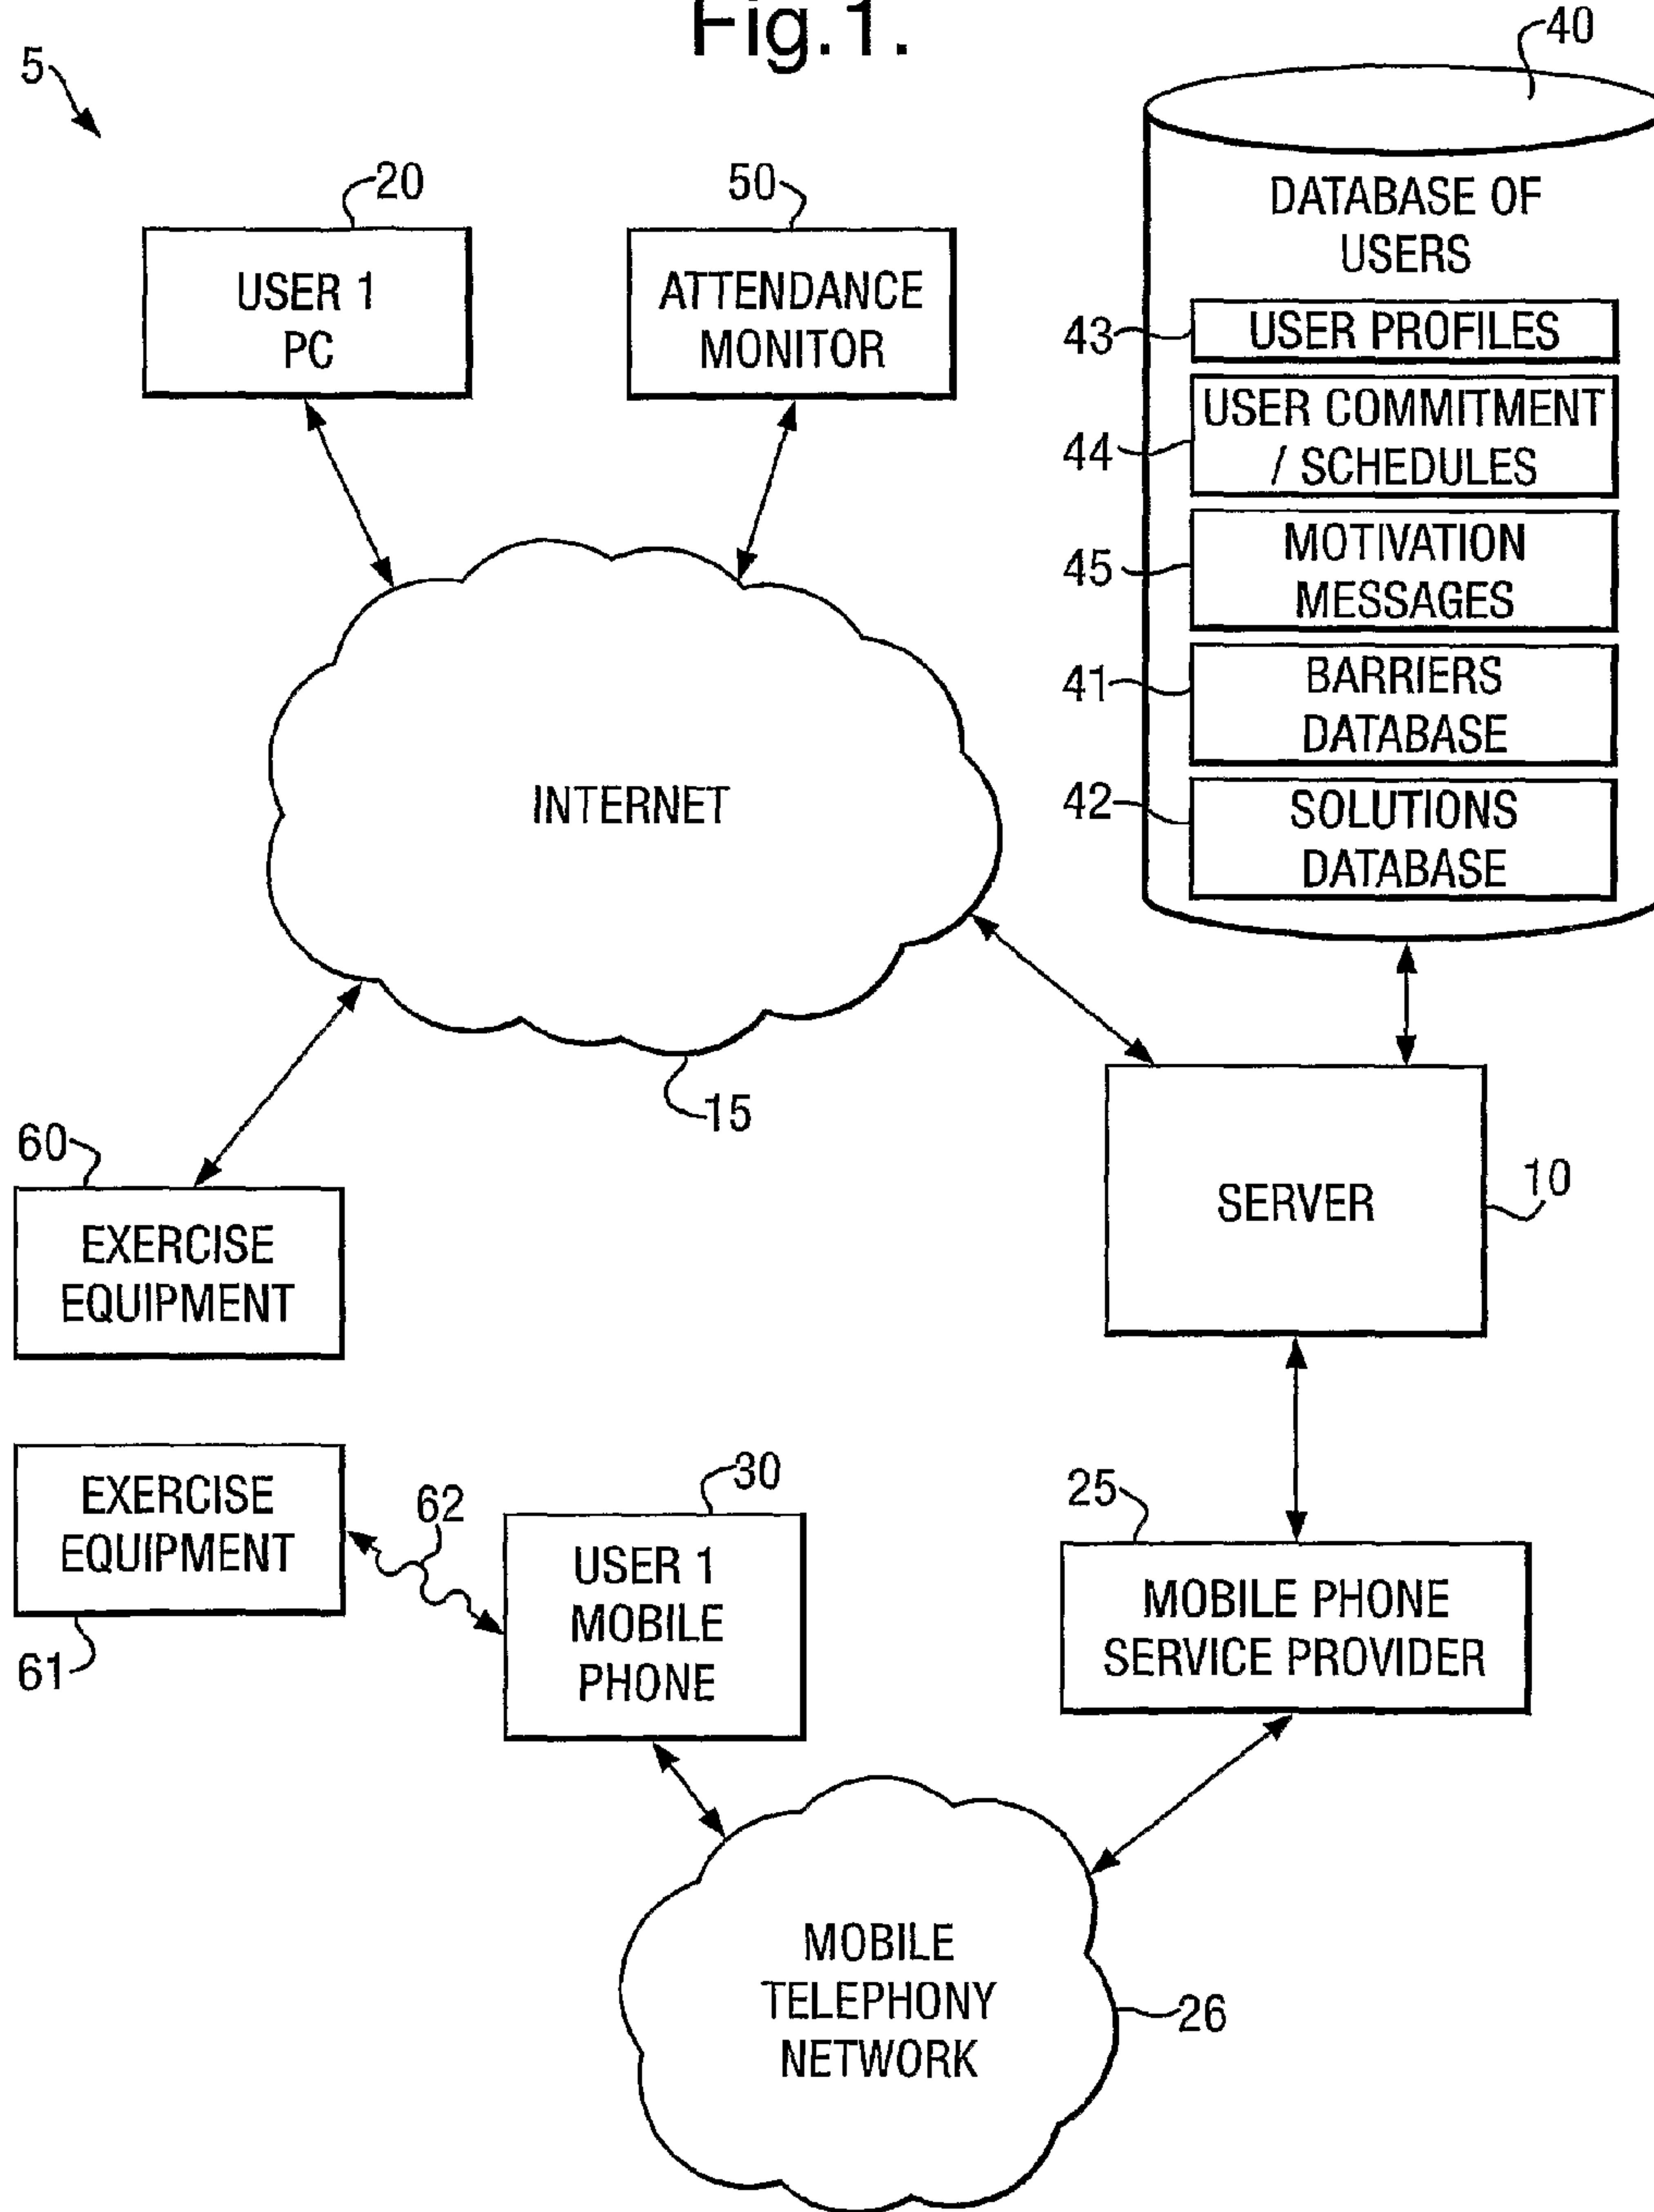 Fig.1.
5
40
20
50
USER 1
PC
ATTENDANCE
MONITOR
DATABASE OF
USERS
43
USER PROFILES
44
USER COMMITMENT
/ SCHEDULES
45
MOTIVATION
MESSAGES
41
BARRIERS
DATABASE
42
SOLUTIONS
DATABASE
INTERNET
15
60
EXERCISE
EQUIPMENT
SERVER
10
EXERCISE
EQUIPMENT
61
62
30
USER 1
MOBILE
PHONE
25
MOBILE PHONE
SERVICE PROVIDER
MOBILE
TELEPHONY
NETWORK
26